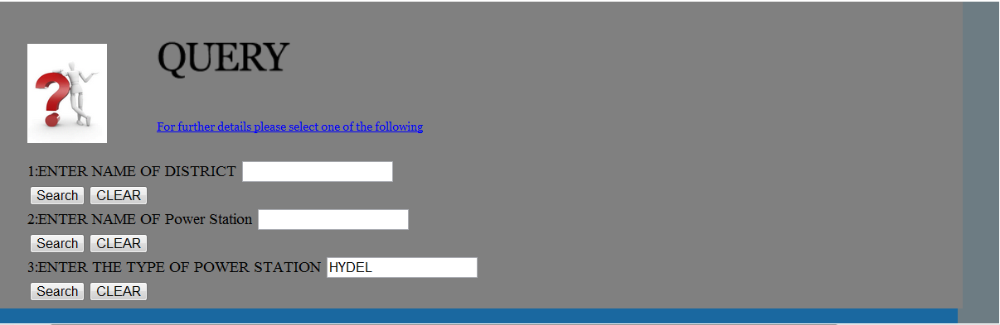 QUERY
For further details please select one of the following
1:ENTER NAME OF DISTRICT
Search CLEAR
2:ENTER NAME OF Power Station
Search CLEAR
3:ENTER THE TYPE OF POWER STATION HYDEL
Search CLEAR